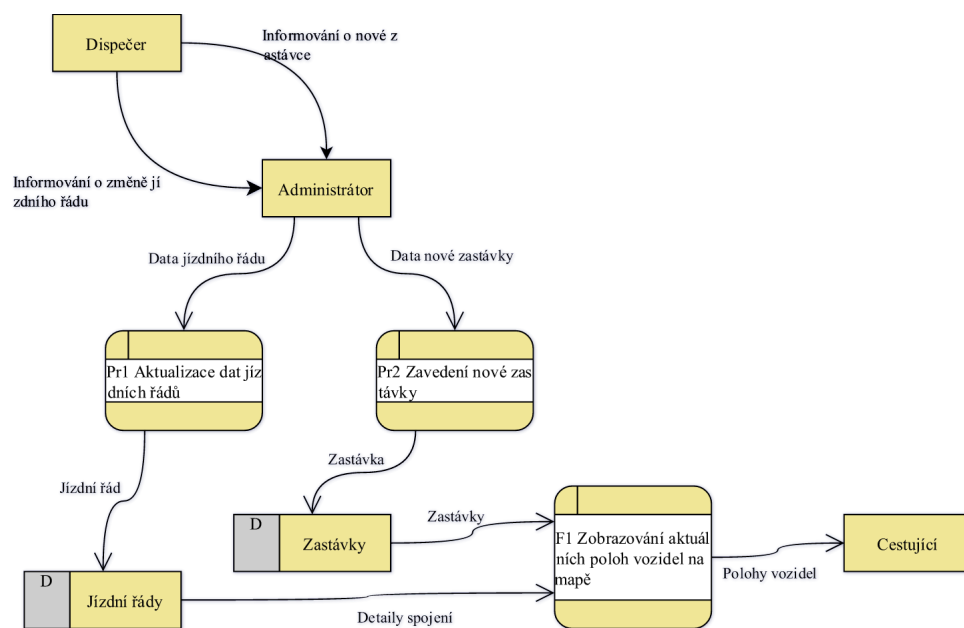 Dispečer
Informování o nové z
astávce
Informování o změně jí
zdního řádu
Administrátor
Data jízdního řádu
Data nové zastávky
Pr1 Aktualizace dat jíz
dních řádů
Pr2 Zavedení nové zas
távky
Jízdní řád
Zastávka
D
Zastávky
Zastávky
F1 Zobrazování aktuál
ních poloh vozidel na
mapě
Polohy vozidel
Cestující
D
Jízdní řády
Detaily spojení